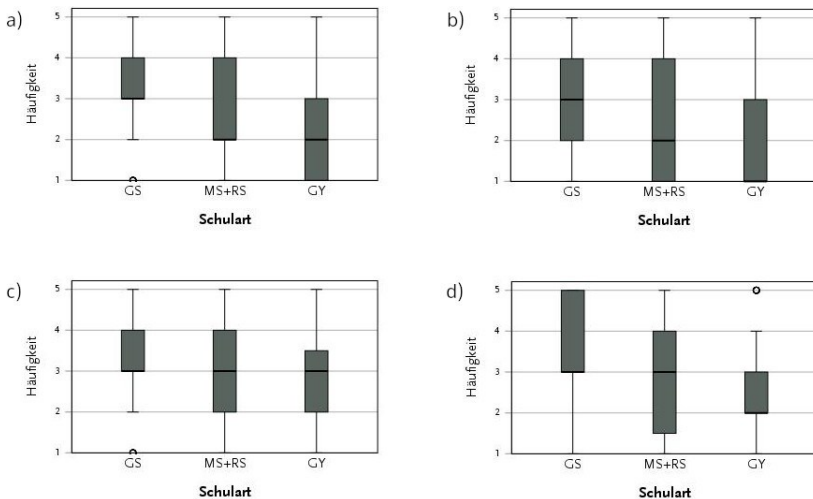 a)
Häufigkeit
5
4
3
2
1
GS MS+RS GY
Schulart
b)
Häufigkeit
5
4
3
2
1
GS MS+RS GY
Schulart
c)
Häufigkeit
5
4
3
2
1
GS MS+RS GY
Schulart
d)
Häufigkeit
5
4
3
2
1
GS MS+RS GY
Schulart